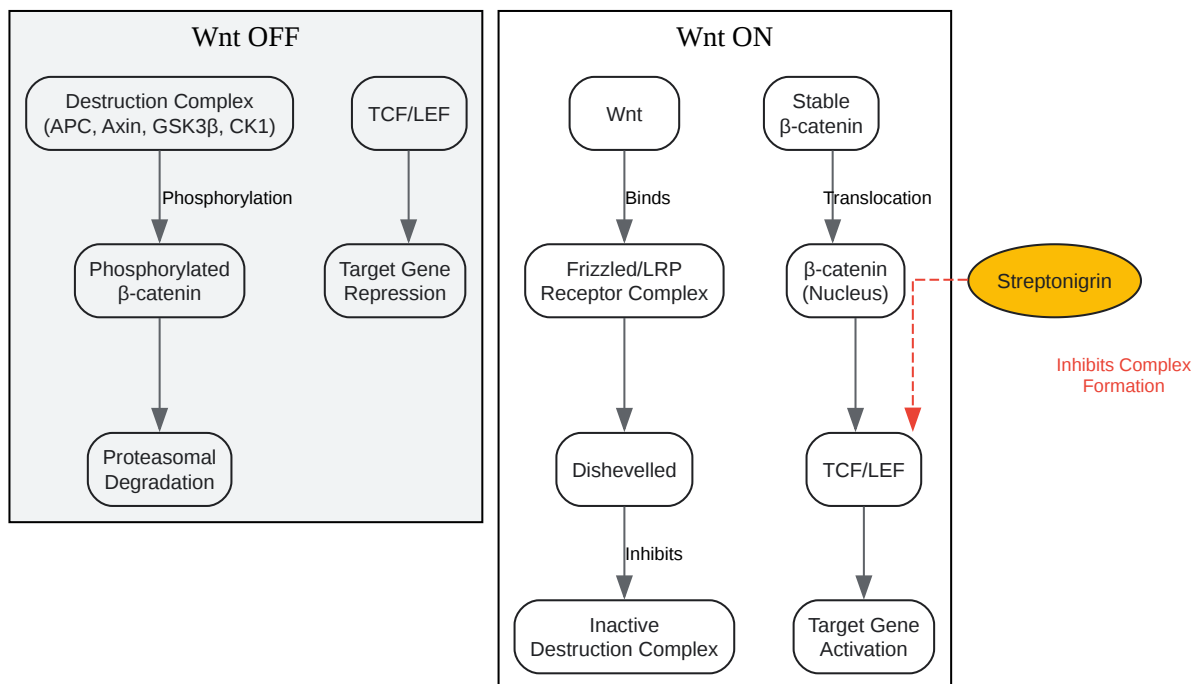 Wnt OFF
Destruction Complex
(APC, Axin, GSK3β, CK1)
TCF/LEF
Phosphorylation
Phosphorylated
β-catenin
Target Gene
Repression
Proteasomal
Degradation
Wnt ON
Wnt
Stable
β-catenin
Binds
Translocation
Frizzled/LRP
Receptor Complex
β-catenin
(Nucleus)
Streptonigrin
Inhibits Complex
Formation
Dishevelled
TCF/LEF
Inhibits
Inactive
Destruction Complex
Target Gene
Activation